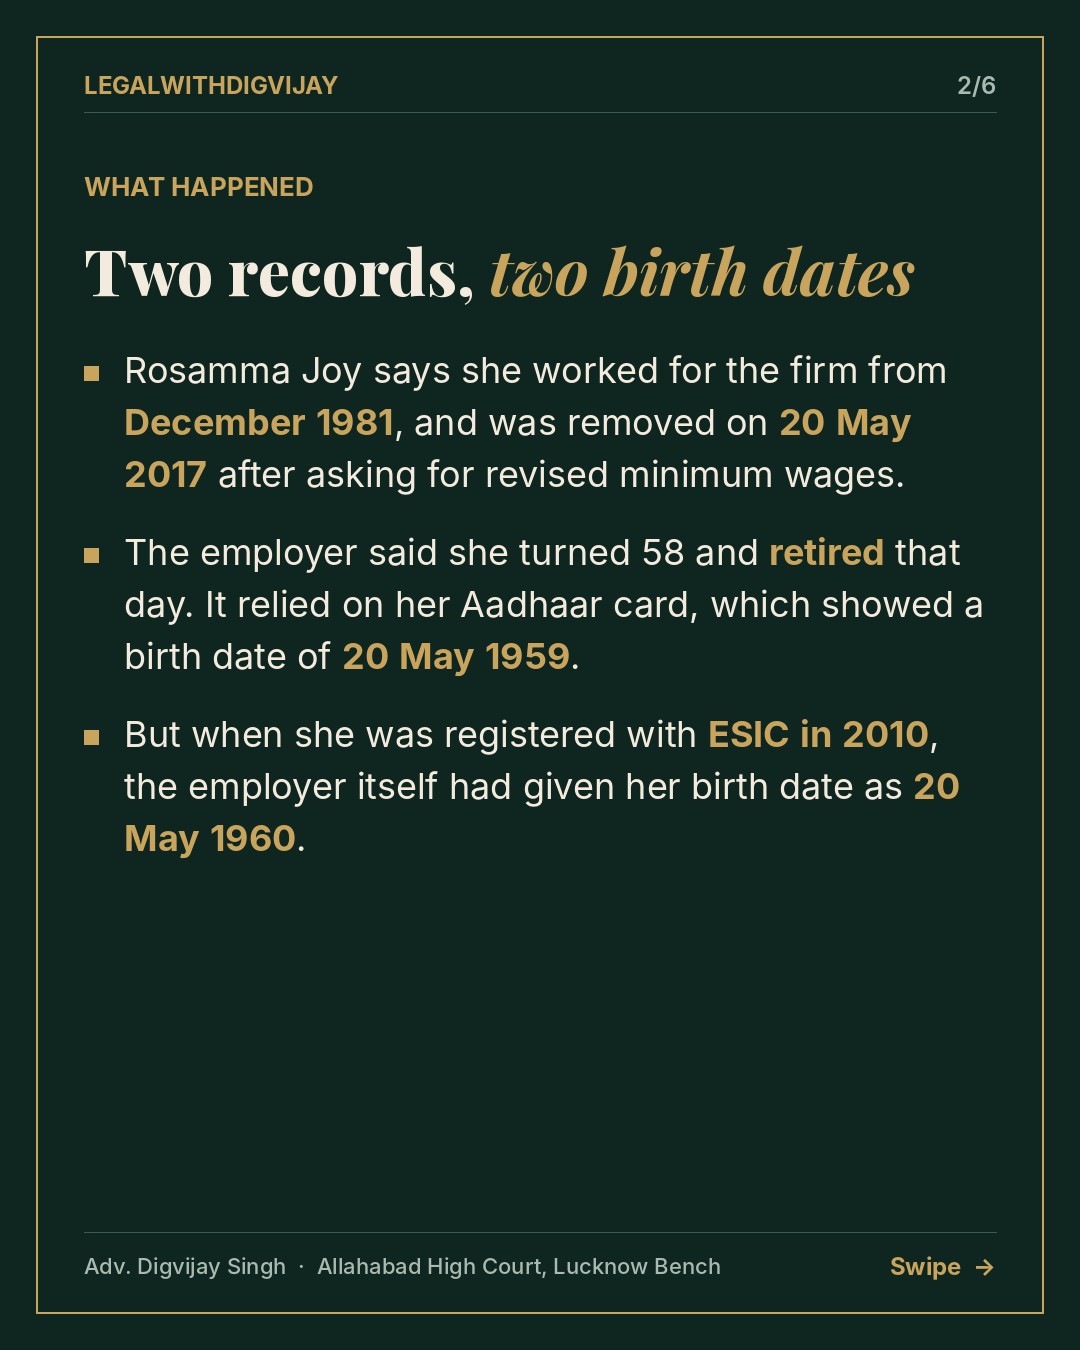 LEGALWITHDIGVIJAY
2/6
WHAT HAPPENED
Two records, two birth dates
Rosamma Joy says she worked for the firm from
December 1981, and was removed on 20 May
2017 after asking for revised minimum wages.
The employer said she turned 58 and retired that
day. It relied on her Aadhaar card, which showed a
birth date of 20 May 1959.
But when she was registered with ESIC in 2010,
the employer itself had given her birth date as 20
May 1960.
Adv. Digvijay Singh · Allahabad High Court, Lucknow Bench
Swipe →